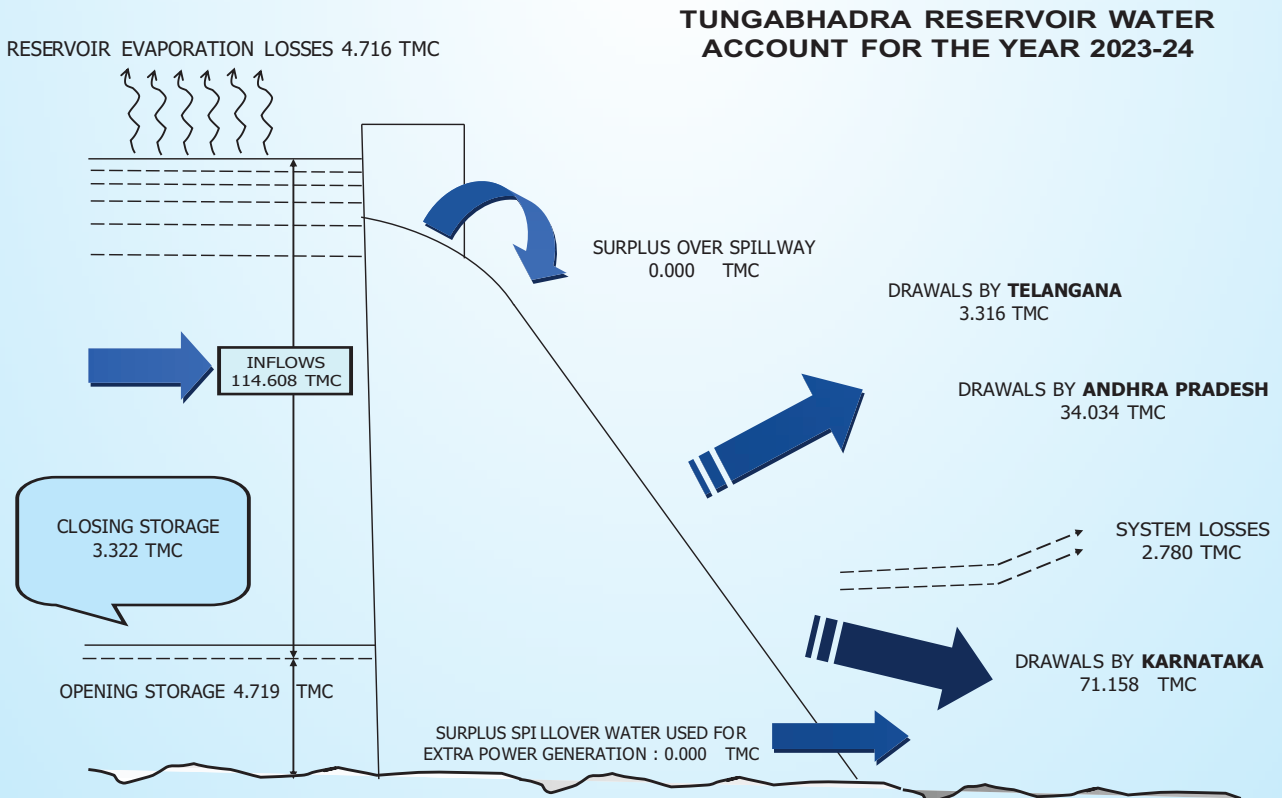 TUNGABHADRA RESERVOIR WATER
ACCOUNT FOR THE YEAR 2023-24
RESERVOIR EVAPORATION LOSSES 4.716 TMC
SURPLUS OVER SPILLWAY
0.000 TMC
DRAWALS BY TELANGANA
3.316 TMC
INFLOWS
114.608 TMC
DRAWALS BY ANDHRA PRADESH
34.034 TMC
CLOSING STORAGE
3.322 TMC
SYSTEM LOSSES
2.780 TMC
DRAWALS BY KARNATAKA
71.158 TMC
OPENING STORAGE 4.719 TMC
SURPLUS SPILLOVER WATER USED FOR
EXTRA POWER GENERATION : 0.000 TMC